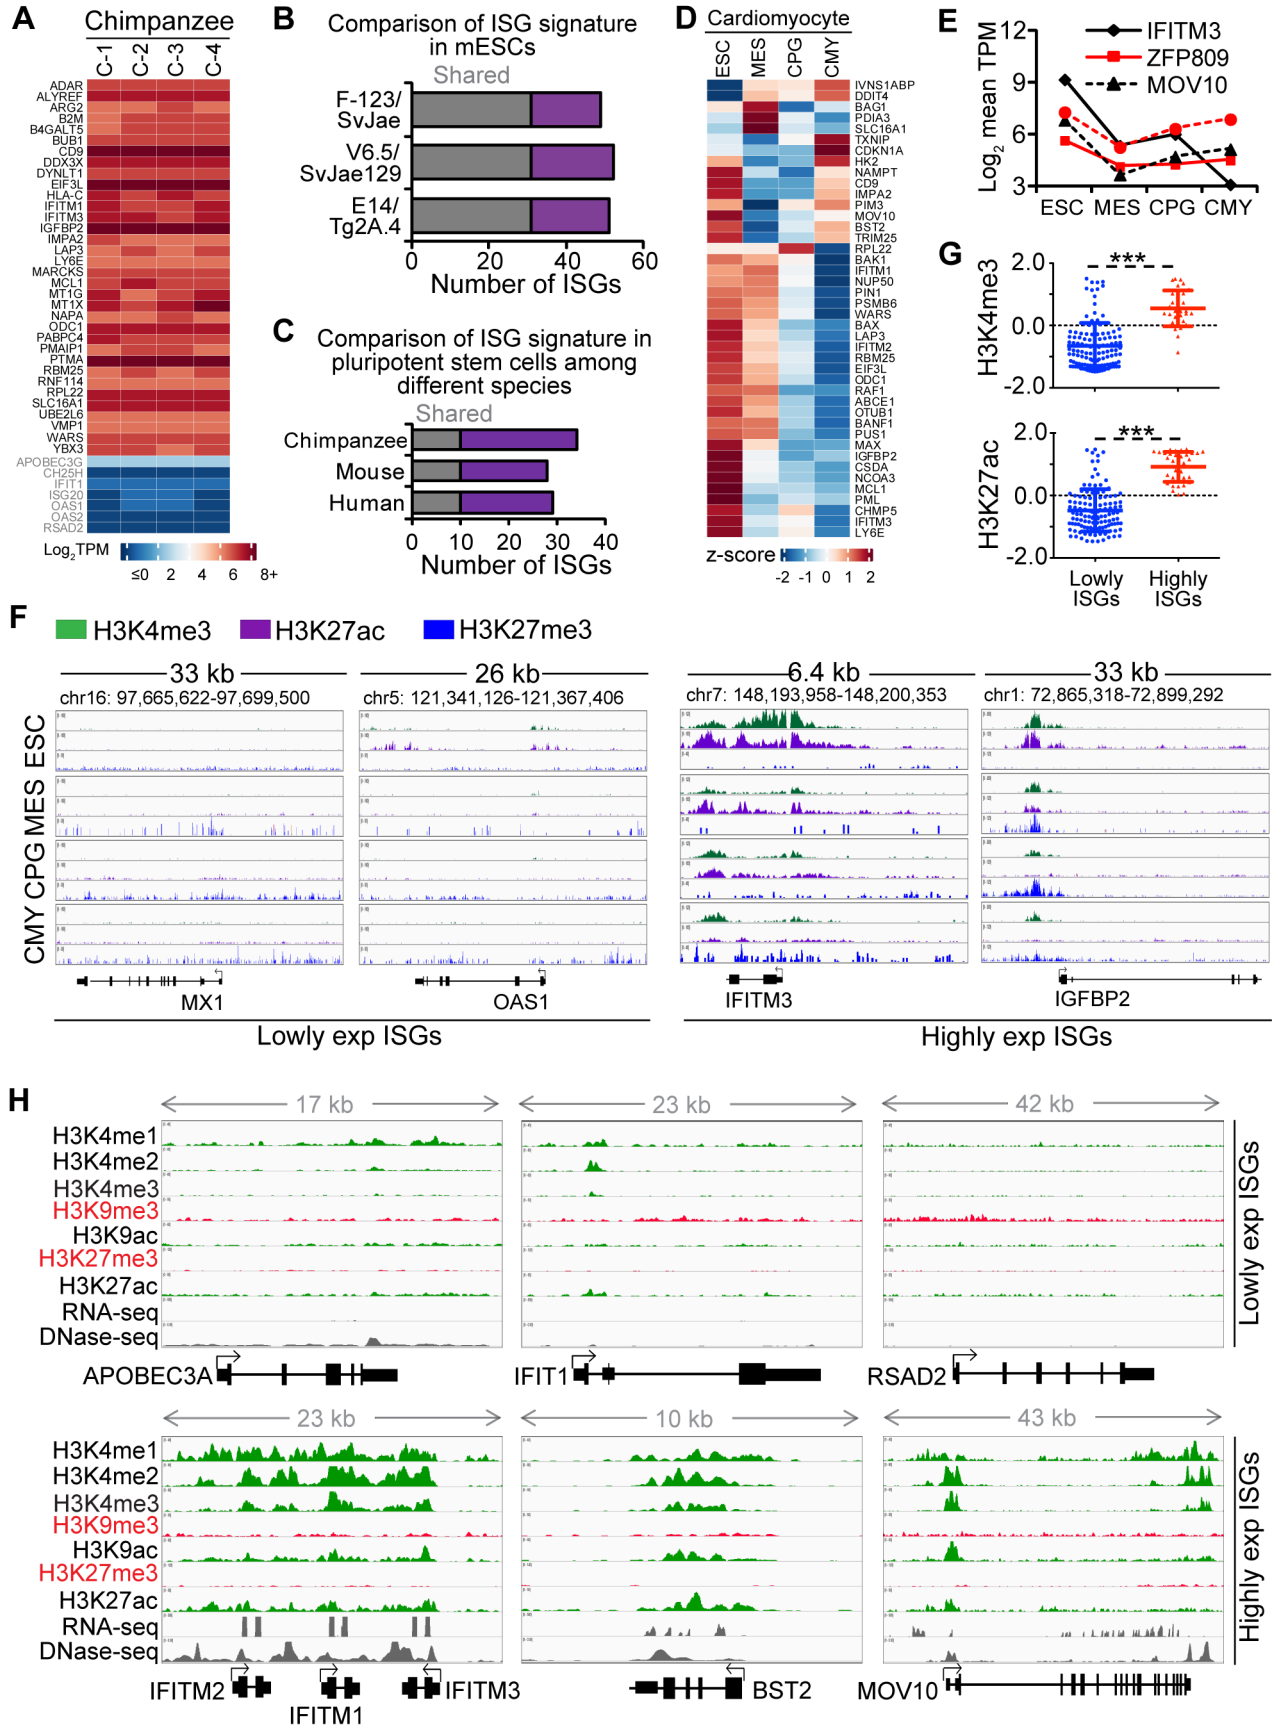 A
Chimpanzee
C-1
C-2
C-3
C-4
ADAR
ALYREF
ARG2
B2M
B4GALT5
BUB1
CD9
DDX3X
DYNLT1
EIF3L
HLA-C
IFITM1
IFITM3
IGFBP2
IMPA2
LAP3
LY6E
MARCKS
MCL1
MT1G
MT1X
NAPA
ODC1
PABPC4
PMAIP1
PTMA
RBM25
RNF114
RPL22
SLC16A1
UBE2L6
VMP1
WARS
YBX3
APOBEC3G
CH25H
IFIT1
ISG20
OAS1
OAS2
RSAD2
Log2TPM
≤0 2 4 6 8+
B
Comparison of ISG signature
in mESCs
Shared
F-123/
SvJae
V6.5/
SvJae129
E14/
Tg2A.4
0 20 40 60
Number of ISGs
C
Comparison of ISG signature in
pluripotent stem cells among
different species
Shared
Chimpanzee
Mouse
Human
0 10 20 30 40
Number of ISGs
D
Cardiomyocyte
ESC
MES
CPG
CMY
IVNS1ABP
DDIT4
BAG1
PDIA3
SLC16A1
TXNIP
CDKN1A
HK2
NAMPT
CD9
IMPA2
PIM3
MOV10
BST2
TRIM25
RPL22
BAK1
IFITM1
NUP50
PIN1
PSMB6
WARS
BAX
LAP3
IFITM2
RBM25
EIF3L
ODC1
RAF1
ABCE1
OTUB1
BANF1
PUS1
MAX
IGFBP2
CSDA
NCOA3
MCL1
PML
CHMP5
IFITM3
LY6E
z-score
-2 -1 0 1 2
E
Log2 mean TPM
12
9
6
3
IFITM3
ZFP809
MOV10
ESC MES CPG CMY
G
H3K4me3
2.0
0.0
-2.0
***
H3K27ac
2.0
0.0
-2.0
***
Lowly
ISGs
Highly
ISGs
F
H3K4me3 H3K27ac H3K27me3
33 kb
chr16: 97,665,622-97,699,500
26 kb
chr5: 121,341,126-121,367,406
6.4 kb
chr7: 148,193,958-148,200,353
33 kb
chr1: 72,865,318-72,899,292
ESC
MES
CPG
CMY
MX1
OAS1
IFITM3
IGFBP2
Lowly exp ISGs
Highly exp ISGs
H
17 kb
23 kb
42 kb
H3K4me1
H3K4me2
H3K4me3
H3K9me3
H3K9ac
H3K27me3
H3K27ac
RNA-seq
DNase-seq
APOBEC3A
IFIT1
RSAD2
Lowly exp ISGs
23 kb
10 kb
43 kb
H3K4me1
H3K4me2
H3K4me3
H3K9me3
H3K9ac
H3K27me3
H3K27ac
RNA-seq
DNase-seq
IFITM2
IFITM1
IFITM3
BST2
MOV10
Highly exp ISGs